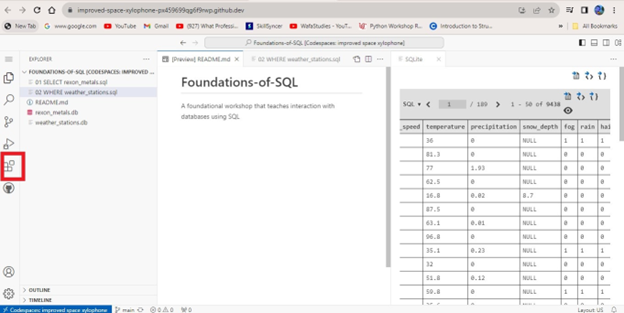 improved-space-xylophone-px459699qg6f9rwp.github.dev
New Tab
www.google.com
YouTube
Gmail
(927) What Professi...
Skill Syncer
YouTube
WafaStudies - YouT...
Python Workshop R...
Introduction to Stru...
All Bookmarks
Foundations-of-SQL [Codespaces: improved space xylophone]
EXPLORER
FOUNDATIONS-OF-SQL [CODESPACES: IMPROVED ...
01 SELECT rexon_metals.sql
02 WHERE weather_stations.sql
README.md
rexon_metals.db
weather_stations.db
OUTLINE
TIMELINE
[Preview] README.md
02 WHERE weather_stations.sql
Foundations-of-SQL
A foundational workshop that teaches interaction with
databases using SQL
SQLite
SQL 1 / 189 1 - 50 of 9438
_speed temperature precipitation snow_depth fog rain hai
36 0 NULL 1 1 1
81.3 0 NULL 0 0 0
77 1.93 NULL 0 0 0
62.5 0 NULL 0 0 0
16.8 0.02 8.7 0 0 0
87.5 0 NULL 0 0 0
63.1 0.01 NULL 0 0 0
96.8 0 NULL 0 0 0
35.1 0.23 NULL 1 1 1
32 0 NULL 0 0 0
51.8 0.12 NULL 0 0 0
59.8 0 NULL 1 1 1
Codespaces: improved space xylophone
main
0 0
0
Layout: US